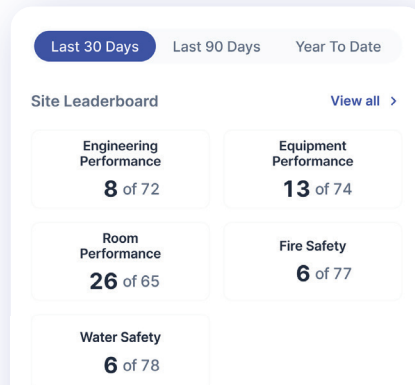 Last 30 Days Last 90 Days Year To Date
Site Leaderboard View all
Engineering
Performance
8 of 72
Equipment
Performance
13 of 74
Room
Performance
26 of 65
Fire Safety
6 of 77
Water Safety
6 of 78